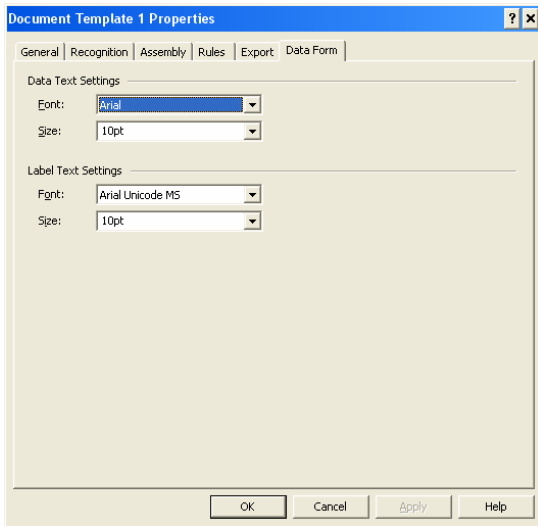 Document Template 1 Properties
General Recognition Assembly Rules Export Data Form
Data Text Settings
Font: Arial
Size: 10pt
Label Text Settings
Font: Arial Unicode MS
Size: 10pt
OK Cancel Apply Help